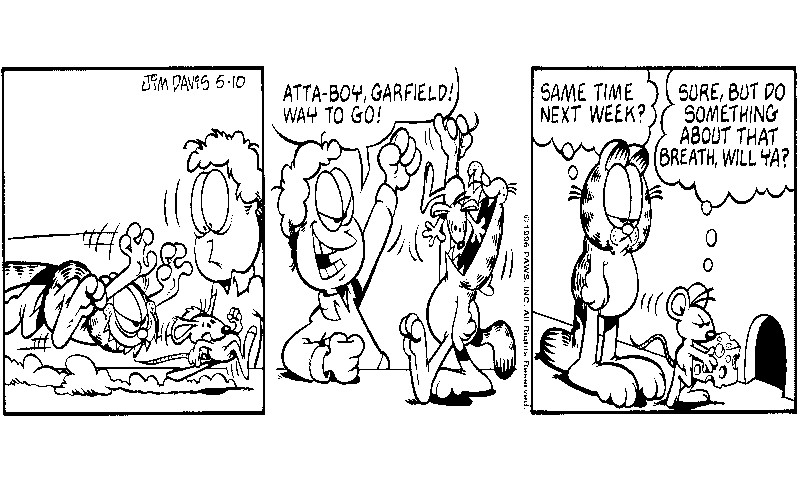 JIM DAVIS 5-10
ATTA-BOY, GARFIELD!
WAY TO GO!
© 1996 PAWS, INC. All Rights Reserved.
SAME TIME
NEXT WEEK?
SURE, BUT DO
SOMETHING
ABOUT THAT
BREATH, WILL YA?